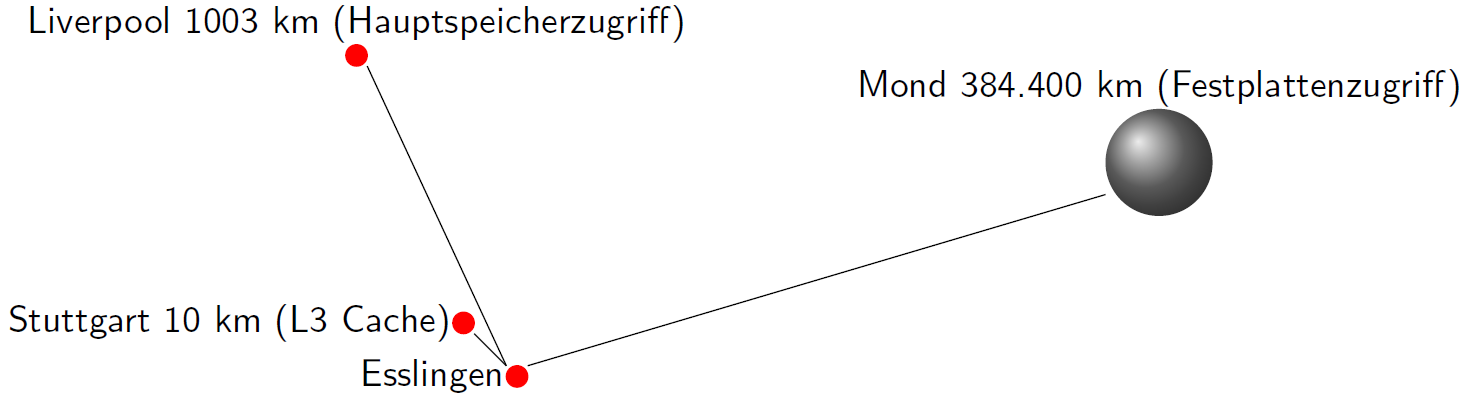 Liverpool 1003 km (Hauptspeicherzugriff)
Mond 384.400 km (Festplattenzugriff)
Stuttgart 10 km (L3 Cache)
Esslingen